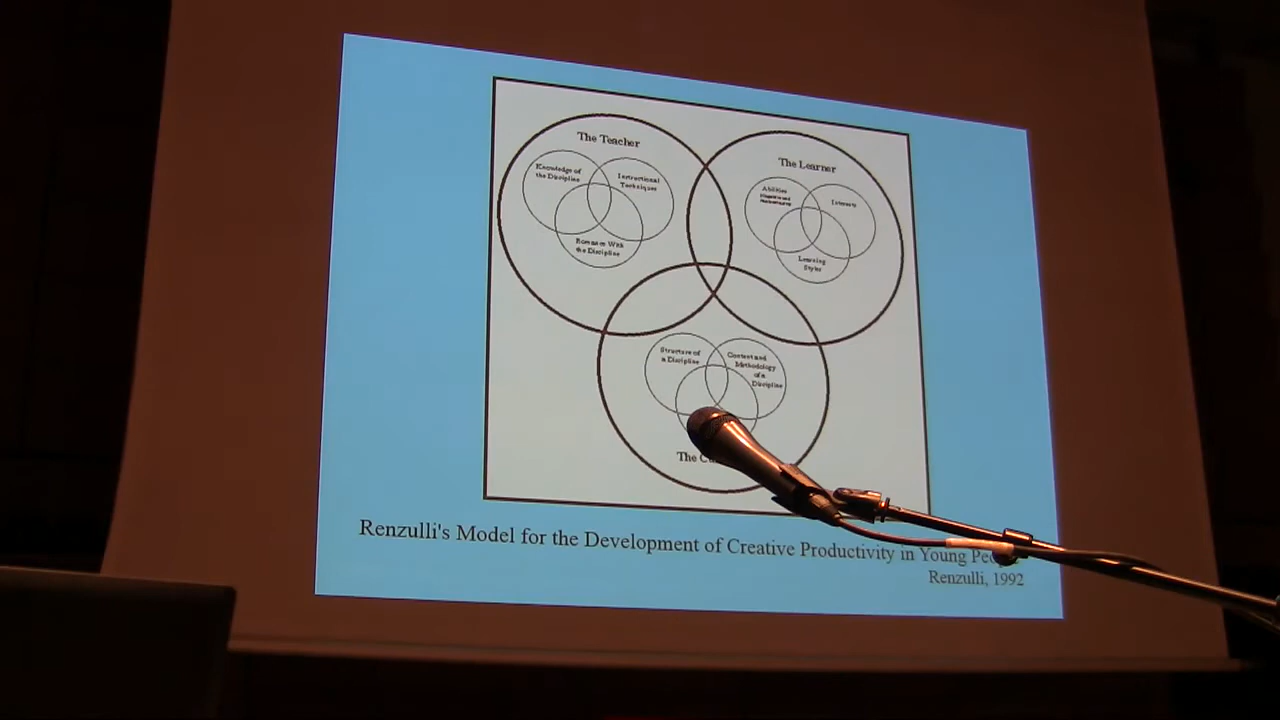 The Teacher
Knowledge of
the Discipline
Instructional
Techniques
Romance With
the Discipline
The Learner
Abilities
Interests
Learning
Styles
Structure of
a Discipline
Content and
Methodology
of a
Discipline
The
Renzulli's Model for the Development of Creative Productivity in Young
Renzulli, 1992